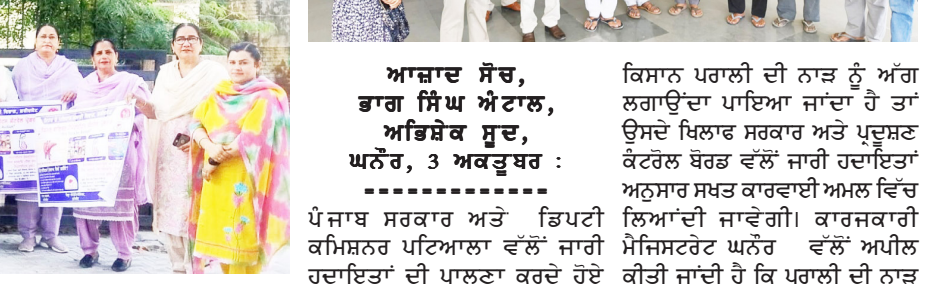 ਆਜ਼ਾਦ ਸੋਚ,
ਭਾਗ ਸਿੰਘ ਅੰਟਾਲ,
ਅਭਿਸ਼ੇਕ ਸੂਦ,
ਘਨੌਰ, 3 ਅਕਤੂਬਰ :
-------------
ਪੰਜਾਬ ਸਰਕਾਰ ਅਤੇ ਡਿਪਟੀ
ਕਮਿਸ਼ਨਰ ਪਟਿਆਲਾ ਵੱਲੋਂ ਜਾਰੀ
ਹਦਾਇਤਾਂ ਦੀ ਪਾਲਣਾ ਕਰਦੇ ਹੋਏ
ਕਿਸਾਨ ਪਰਾਲੀ ਦੀ ਨਾੜ ਨੂੰ ਅੱਗ
ਲਗਾਉਂਦਾ ਪਾਇਆ ਜਾਂਦਾ ਹੈ ਤਾਂ
ਉਸਦੇ ਖਿਲਾਫ ਸਰਕਾਰ ਅਤੇ ਪ੍ਰਦੂਸ਼ਣ
ਕੰਟਰੋਲ ਬੋਰਡ ਵੱਲੋਂ ਜਾਰੀ ਹਦਾਇਤਾਂ
ਅਨੁਸਾਰ ਸਖਤ ਕਾਰਵਾਈ ਅਮਲ ਵਿੱਚ
ਲਿਆਂਦੀ ਜਾਵੇਗੀ। ਕਾਰਜਕਾਰੀ
ਮੈਜਿਸਟਰੇਟ ਘਨੌਰ ਵੱਲੋਂ ਅਪੀਲ
ਕੀਤੀ ਜਾਂਦੀ ਹੈ ਕਿ ਪਰਾਲੀ ਦੀ ਨਾੜ